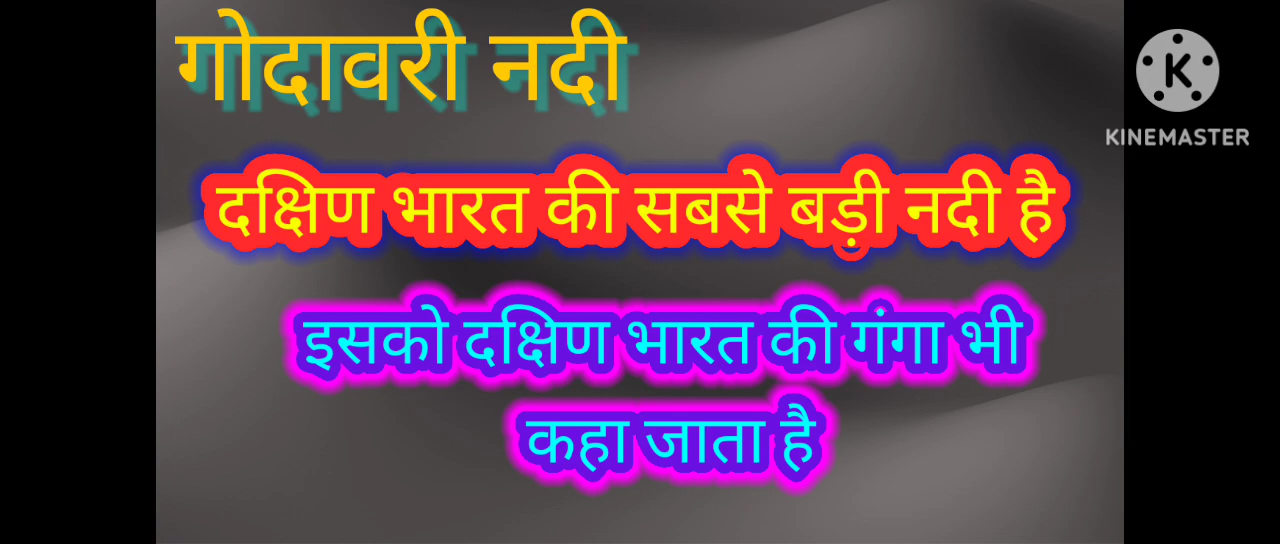 गोदावरी नदी
KINEMASTER
दक्षिण भारत की सबसे बड़ी नदी है
इसको दक्षिण भारत की गंगा भी
कहा जाता है